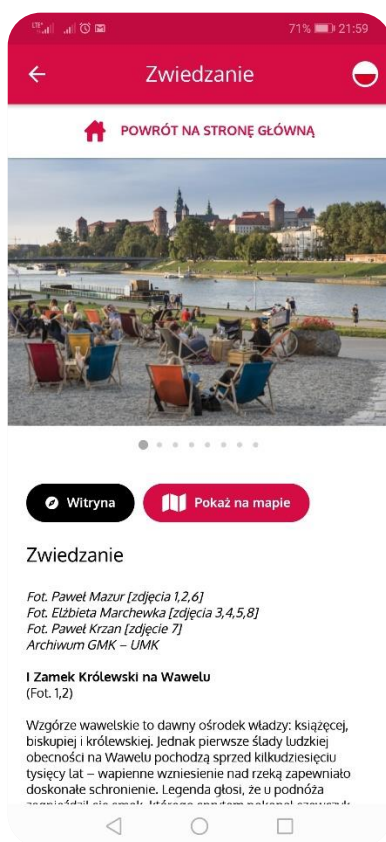 71% 21:59
Zwiedzanie
POWRÓT NA STRONĘ GŁÓWNĄ
Witryna
Pokaż na mapie
Zwiedzanie
Fot. Paweł Mazur [zdjęcia 1,2,6]
Fot. Elżbieta Marchewka [zdjęcia 3,4,5,8]
Fot. Paweł Krzan [zdjęcie 7]
Archiwum GMK – UMK
I Zamek Królewski na Wawelu
(Fot. 1,2)
Wzgórze wawelskie to dawny ośrodek władzy: książęcej,
biskupiej i królewskiej. Jednak pierwsze ślady ludzkiej
obecności na Wawelu pochodzą sprzed kilkudziesięciu
tysięcy lat – wapienne wzniesienie nad rzeką zapewniało
doskonałe schronienie. Legenda głosi, że u podnóża